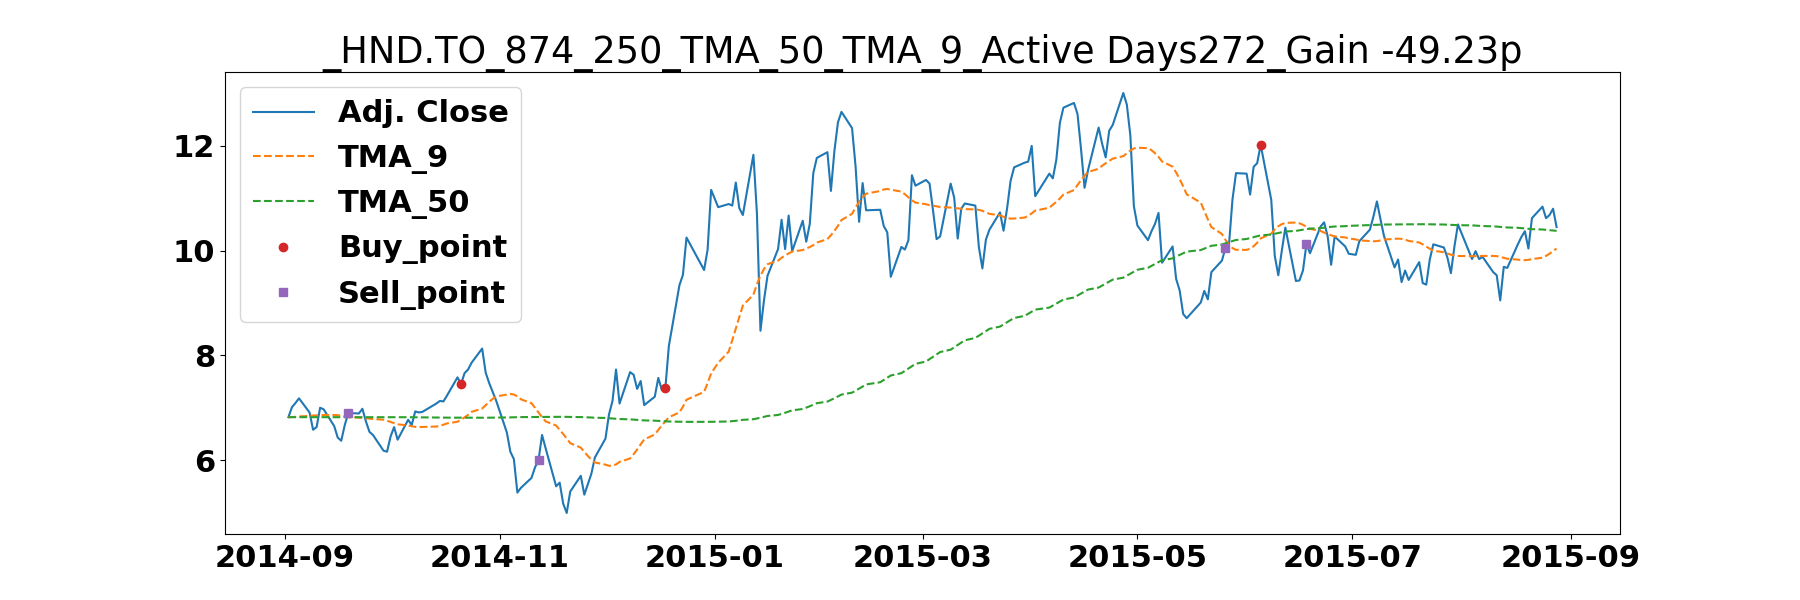 _HND.TO_874_250_TMA_50_TMA_9_Active Days272_Gain -49.23p
Adj. Close
TMA_9
TMA_50
Buy_point
Sell_point
12
10
8
6
2014-09 2014-11 2015-01 2015-03 2015-05 2015-07 2015-09